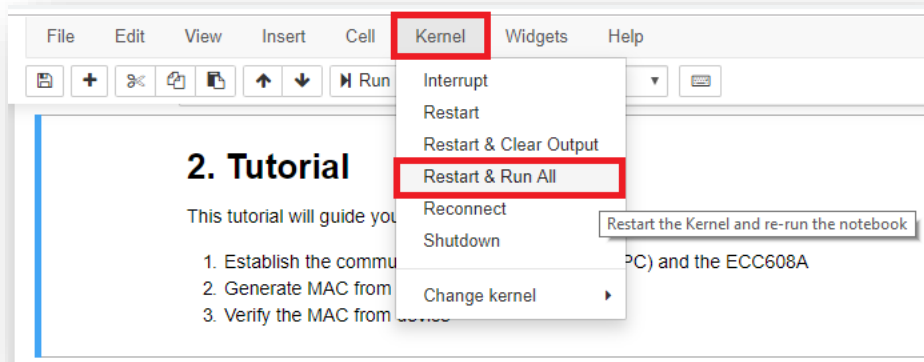 File Edit View Insert Cell Kernel Widgets Help
Run
Interrupt
Restart
Restart & Clear Output
Restart & Run All
Reconnect
Shutdown
Change kernel
Restart the Kernel and re-run the notebook
2. Tutorial
This tutorial will guide you
1. Establish the commu PC) and the ECC608A
2. Generate MAC from
3. Verify the MAC from device